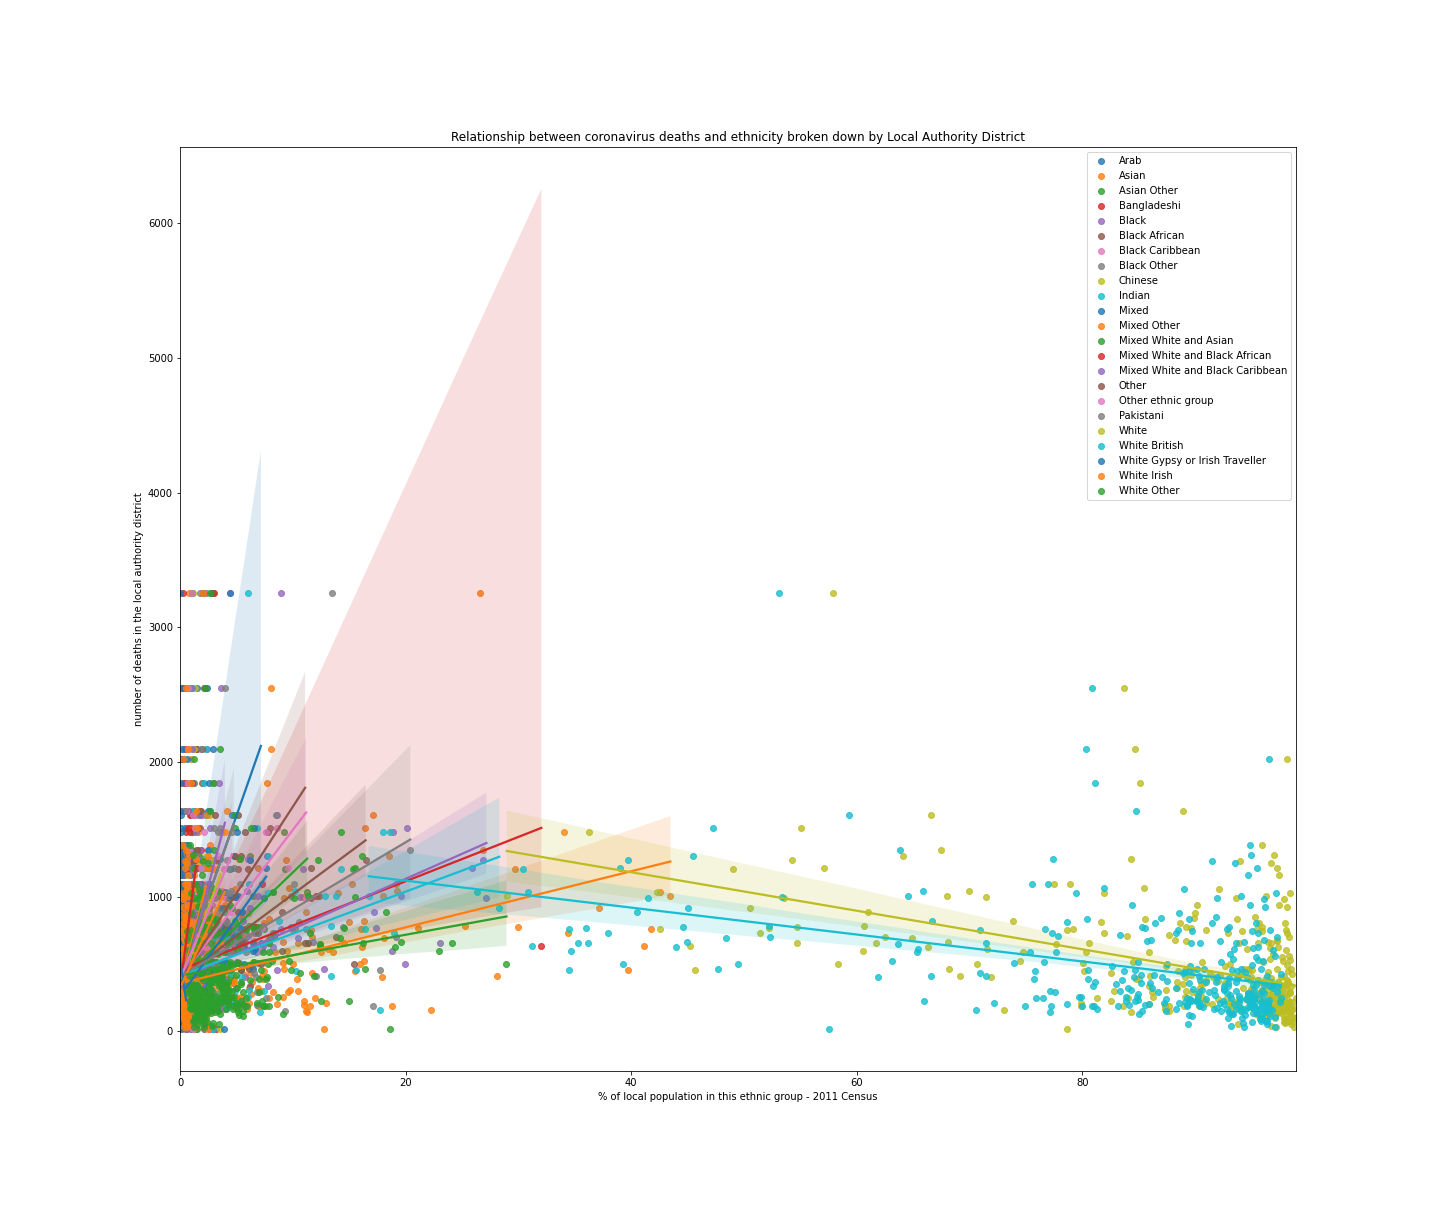 Relationship between coronavirus deaths and ethnicity broken down by Local Authority District
Arab
Asian
Asian Other
Bangladeshi
Black
Black African
Black Caribbean
Black Other
Chinese
Indian
Mixed
Mixed Other
Mixed White and Asian
Mixed White and Black African
Mixed White and Black Caribbean
Other
Other ethnic group
Pakistani
White
White British
White Gypsy or Irish Traveller
White Irish
White Other
number of deaths in the local authority district
6000
5000
4000
3000
2000
1000
0
0 20 40 60 80
% of local population in this ethnic group - 2011 Census